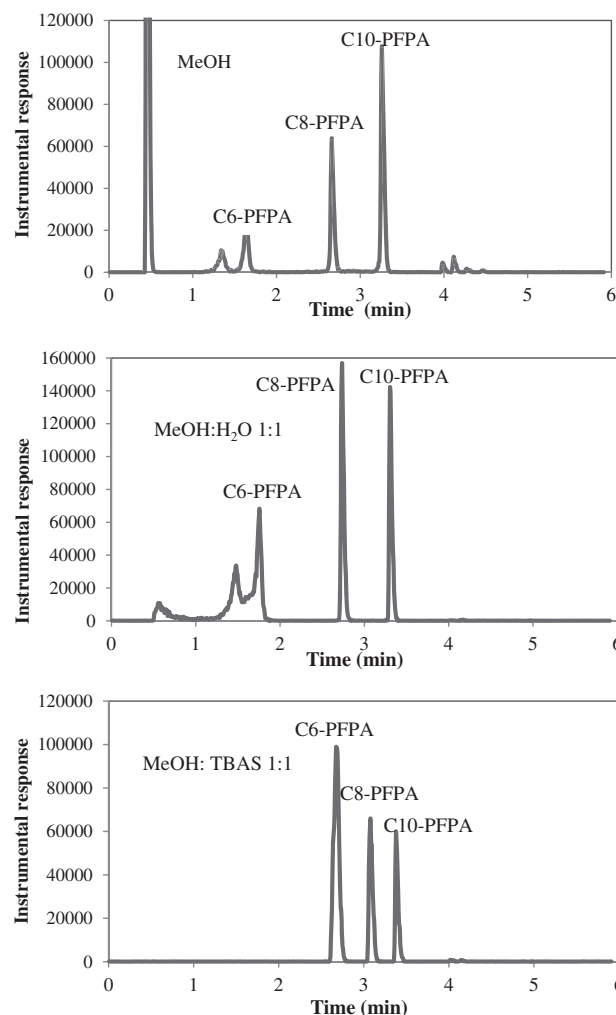 120000
100000
80000
60000
40000
20000
0
Instrumental response
MeOH
C6-PFPA
C8-PFPA
C10-PFPA
0 1 2 3 4 5 6
Time (min)
160000
140000
120000
100000
80000
60000
40000
20000
0
Instrumental response
C8-PFPA C10-PFPA
MeOH:H₂O 1:1
C6-PFPA
0 1 2 3 4 5 6
Time (min)
120000
100000
80000
60000
40000
20000
0
Instrumental response
C6-PFPA
MeOH: TBAS 1:1
C8-PFPA
C10-PFPA
0 1 2 3 4 5 6
Time (min)